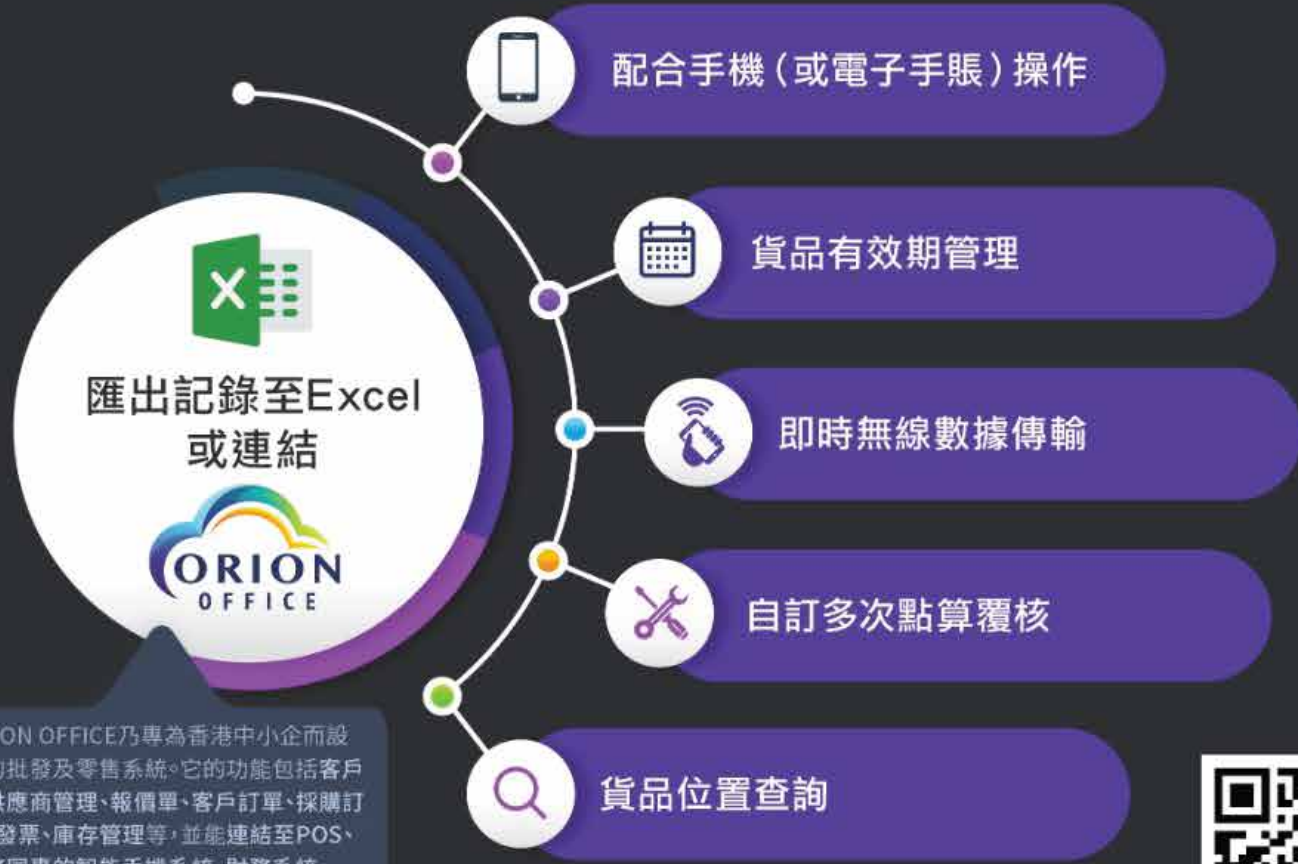 配合手機(或電子手賬)操作
貨品有效期管理
匯出記錄至Excel
或連結
ORION
OFFICE
即時無線數據傳輸
自訂多次點算覆核
貨品位置查詢
ON OFFICE乃專為香港中小企而設
批發及零售系統。它的功能包括客戶
應商管理、報價單、客戶訂單、採購訂
發票、庫存管理等,並能連結至POS、